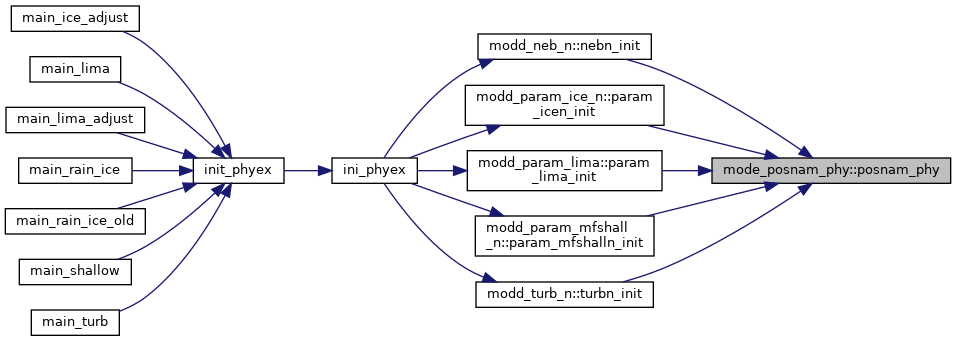 main_ice_adjust
main_lima
main_lima_adjust
main_rain_ice
main_rain_ice_old
main_shallow
main_turb
init_phyex
ini_phyex
modd_neb_n::nebn_init
modd_param_ice_n::param
_icen_init
modd_param_lima::param
_lima_init
modd_param_mfshall
_n::param_mfshalln_init
modd_turb_n::turbn_init
mode_posnam_phy::posnam_phy